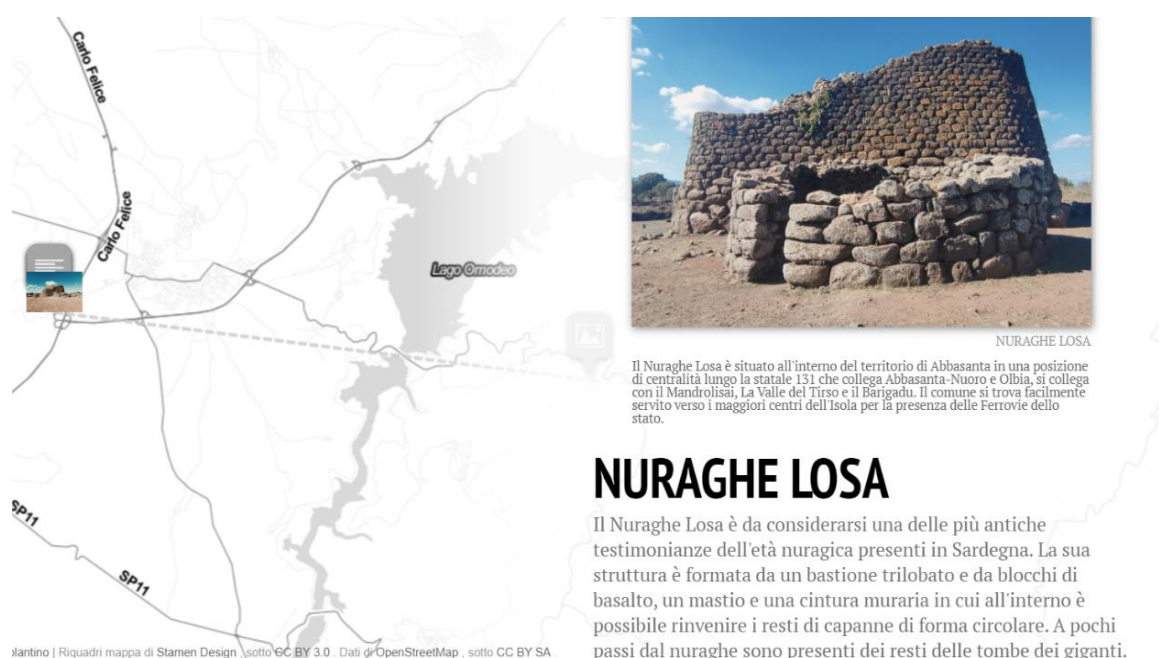 Carlo Felice
Carlo Felice
Lago Omodeo
SP11
SP11
olantino | Riquadri mappa di Stamen Design , sotto CC BY 3.0 . Dati di OpenStreetMap , sotto CC BY SA .
NURAGHE LOSA
Il Nuraghe Losa è situato all'interno del territorio di Abbasanta in una posizione
di centralità lungo la statale 131 che collega Abbasanta-Nuoro e Olbia, si collega
con il Mandrolisai, La Valle del Tirso e il Barigadu. Il comune si trova facilmente
servito verso i maggiori centri dell'Isola per la presenza delle Ferrovie dello
stato.
NURAGHE LOSA
Il Nuraghe Losa è da considerarsi una delle più antiche
testimonianze dell'età nuragica presenti in Sardegna. La sua
struttura è formata da un bastione trilobato e da blocchi di
basalto, un mastio e una cintura muraria in cui all'interno è
possibile rinvenire i resti di capanne di forma circolare. A pochi
passi dal nuraghe sono presenti dei resti delle tombe dei giganti.